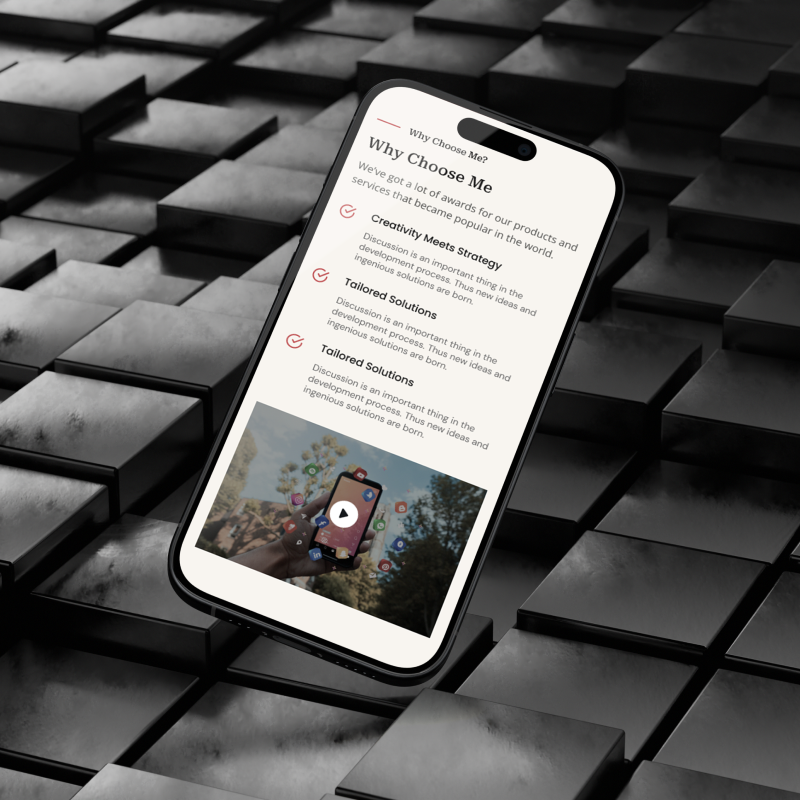 Why Choose Me?
Why Choose Me
We've got a lot of awards for our products and
services that became popular in the world.
Creativity Meets Strategy
Discussion is an important thing in the
development process. Thus new ideas and
ingenious solutions are born.
Tailored Solutions
Discussion is an important thing in the
development process. Thus new ideas and
ingenious solutions are born.
Tailored Solutions
Discussion is an important thing in the
development process. Thus new ideas and
ingenious solutions are born.